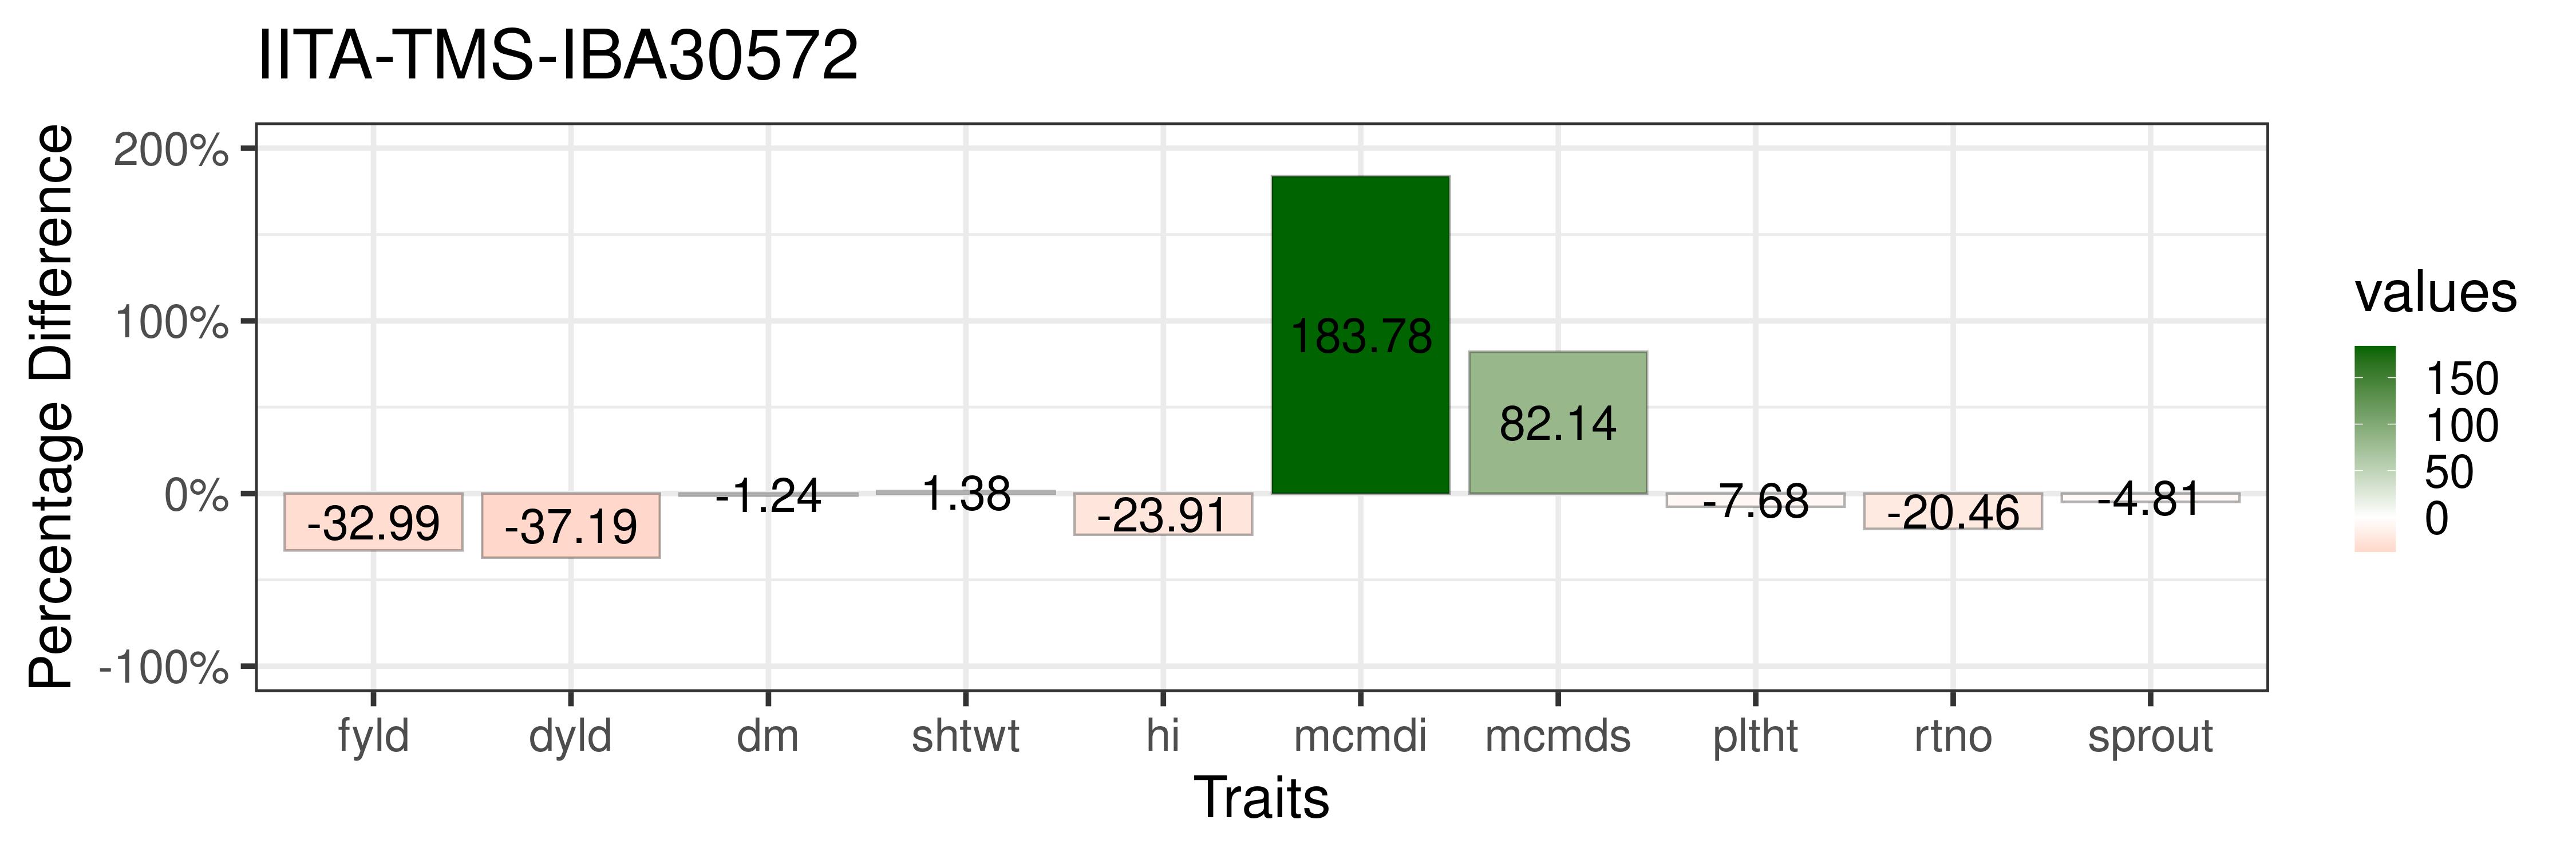 IITA-TMS-IBA30572
Percentage Difference
200%
100%
0%
-100%
-32.99
-37.19
-1.24
1.38
-23.91
183.78
82.14
-7.68
-20.46
-4.81
fyld
dyld
dm
shtwt
hi
mcmdi
mcmds
pltht
rtno
sprout
Traits
values
150
100
50
0